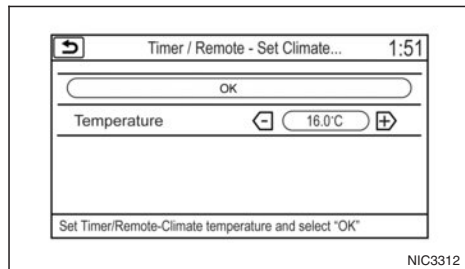 Timer / Remote - Set Climate... 1:51
OK
Temperature - 16.0°C +
Set Timer/Remote-Climate temperature and select "OK"
NIC3312